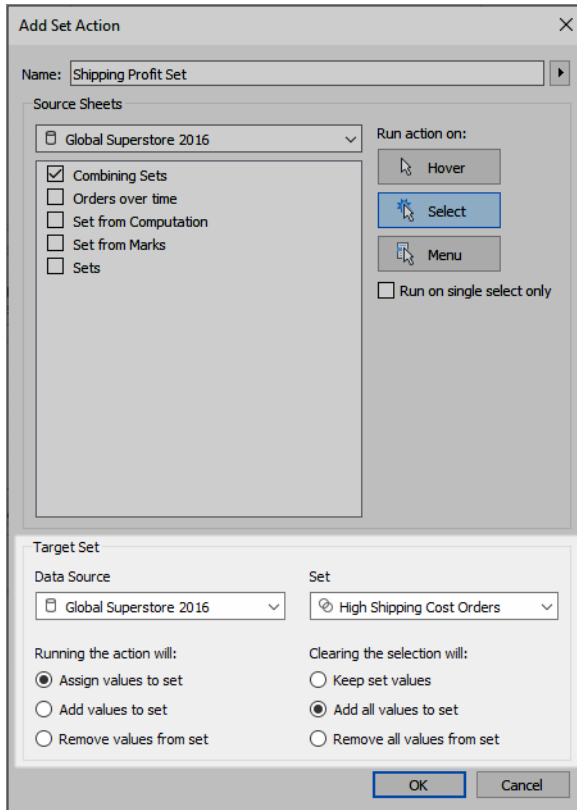 Add Set Action
Name: Shipping Profit Set
Source Sheets
Global Superstore 2016
Run action on:
Combining Sets
Orders over time
Set from Computation
Set from Marks
Sets
Hover
Select
Menu
Run on single select only
Target Set
Data Source
Set
Global Superstore 2016
High Shipping Cost Orders
Running the action will:
Clearing the selection will:
Assign values to set
Keep set values
Add values to set
Add all values to set
Remove values from set
Remove all values from set
OK
Cancel